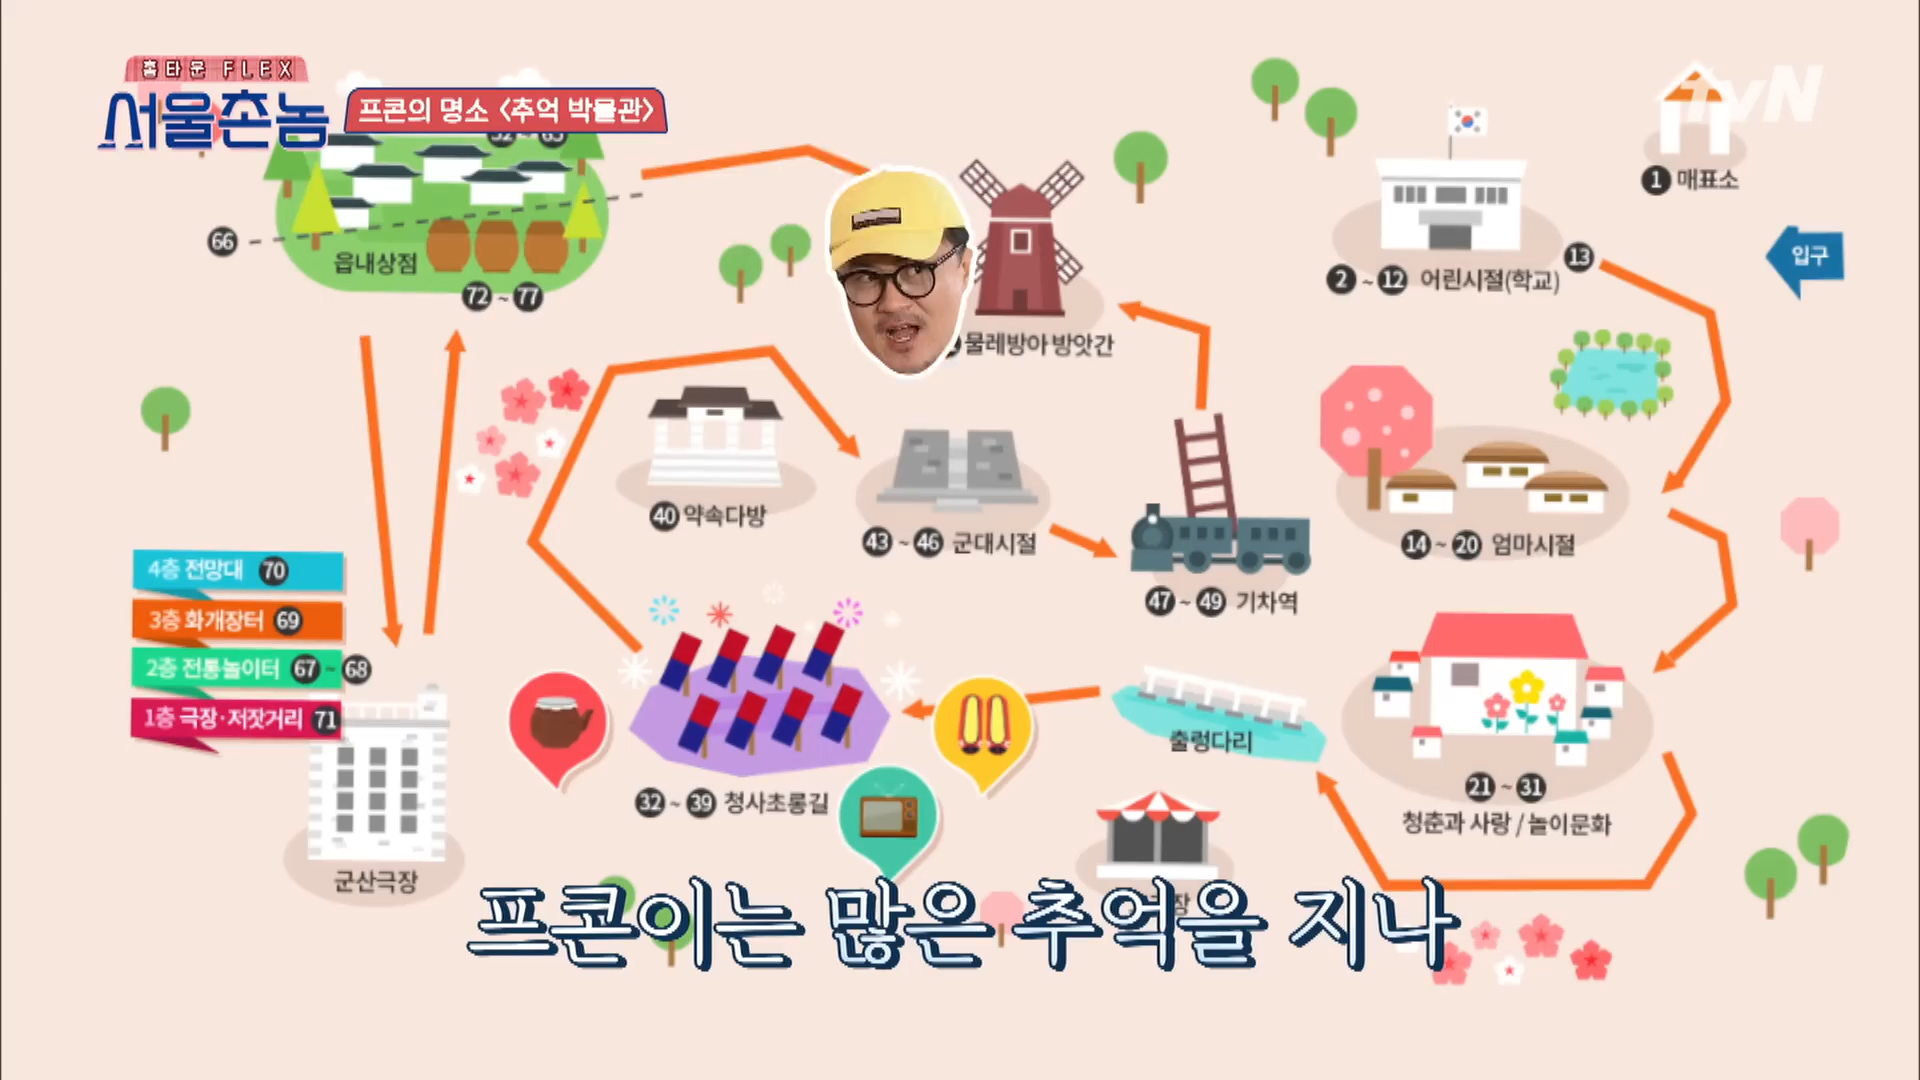 홈타운 FLEX
서울촌놈
프콘의 명소 <추억 박물관>
tvN
1 매표소
입구
2 ~ 12 어린시절(학교)
13
66
읍내상점
72 ~ 77
물레방아 방앗간
40 약속다방
43 ~ 46 군대시절
47 ~ 49 기차역
14 ~ 20 엄마시절
4층 전망대 70
3층 화개장터 69
2층 전통놀이터 67 ~ 68
1층 극장·저잣거리 71
군산극장
32 ~ 39 청사초롱길
출렁다리
21 ~ 31
청춘과 사랑 / 놀이문화
프콘이는 많은 추억을 지나